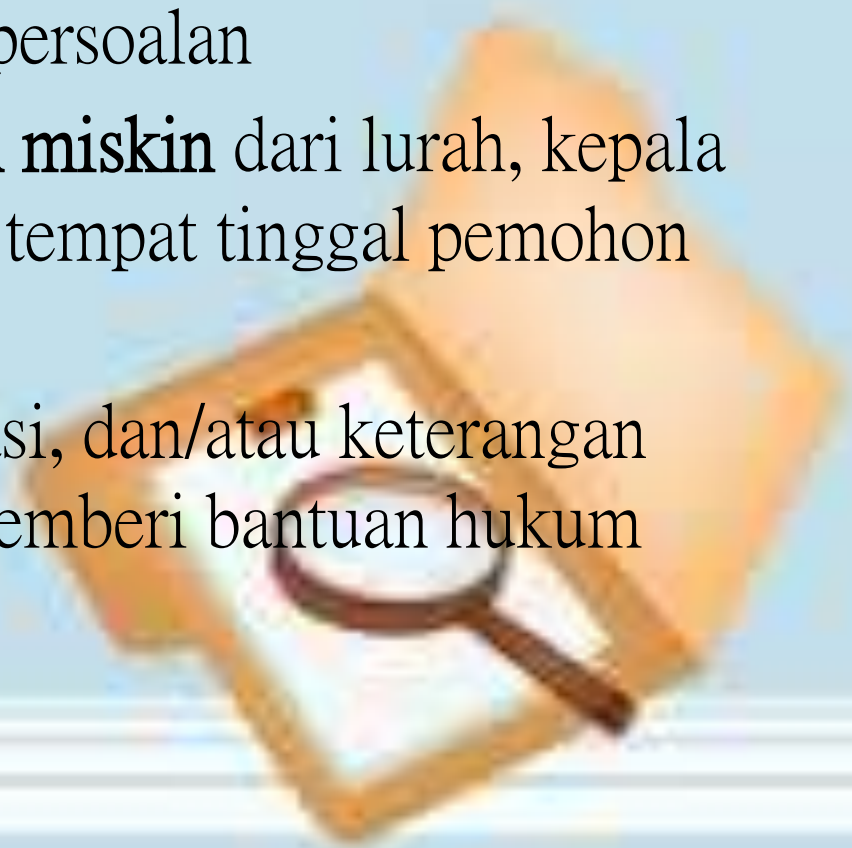 persoalan
miskin dari lurah, kepala
tempat tinggal pemohon
si, dan/atau keterangan
emberi bantuan hukum